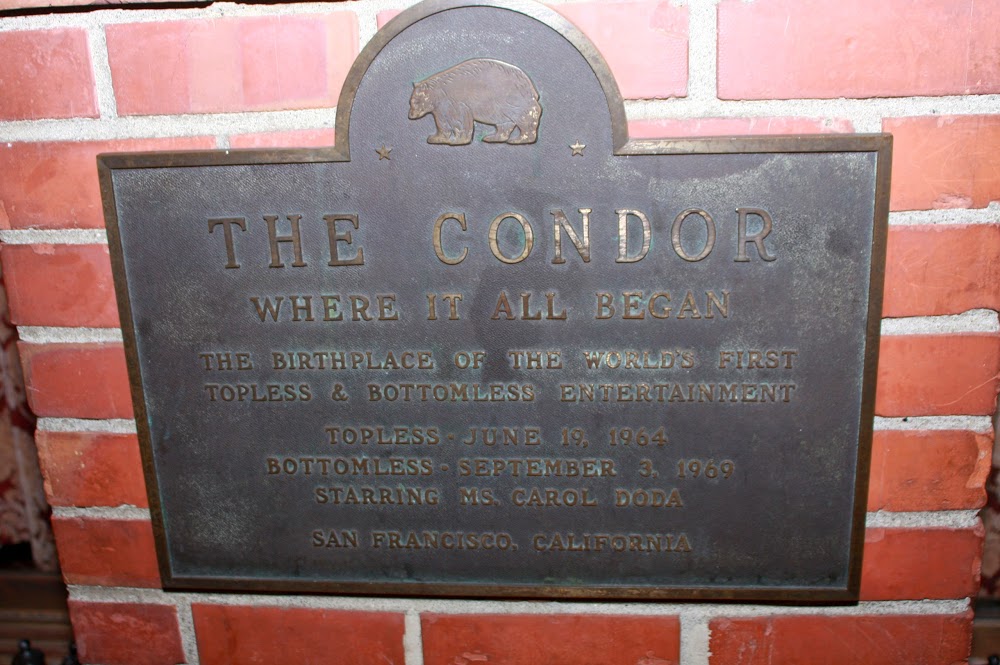 THE CONDOR
WHERE IT ALL BEGAN
THE BIRTHPLACE OF THE WORLD'S FIRST
TOPLESS & BOTTOMLESS ENTERTAINMENT
TOPLESS - JUNE 19, 1964
BOTTOMLESS - SEPTEMBER 3, 1969
STARRING MS. CAROL DODA
SAN FRANCISCO, CALIFORNIA